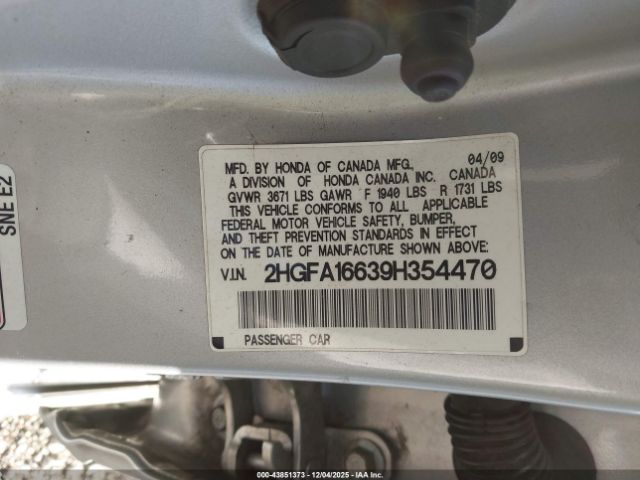 SNE E2
MFD. BY HONDA OF CANADA MFG., 04/09
A DIVISION OF HONDA CANADA INC. CANADA
GVWR 3671 LBS GAWR F 1940 LBS R 1731 LBS
THIS VEHICLE CONFORMS TO ALL APPLICABLE
FEDERAL MOTOR VEHICLE SAFETY, BUMPER,
AND THEFT PREVENTION STANDARDS IN EFFECT
ON THE DATE OF MANUFACTURE SHOWN ABOVE:
V.I.N. 2HGFA16639H354470
PASSENGER CAR
000-43851373 - 12/04/2025 - IAA Branch